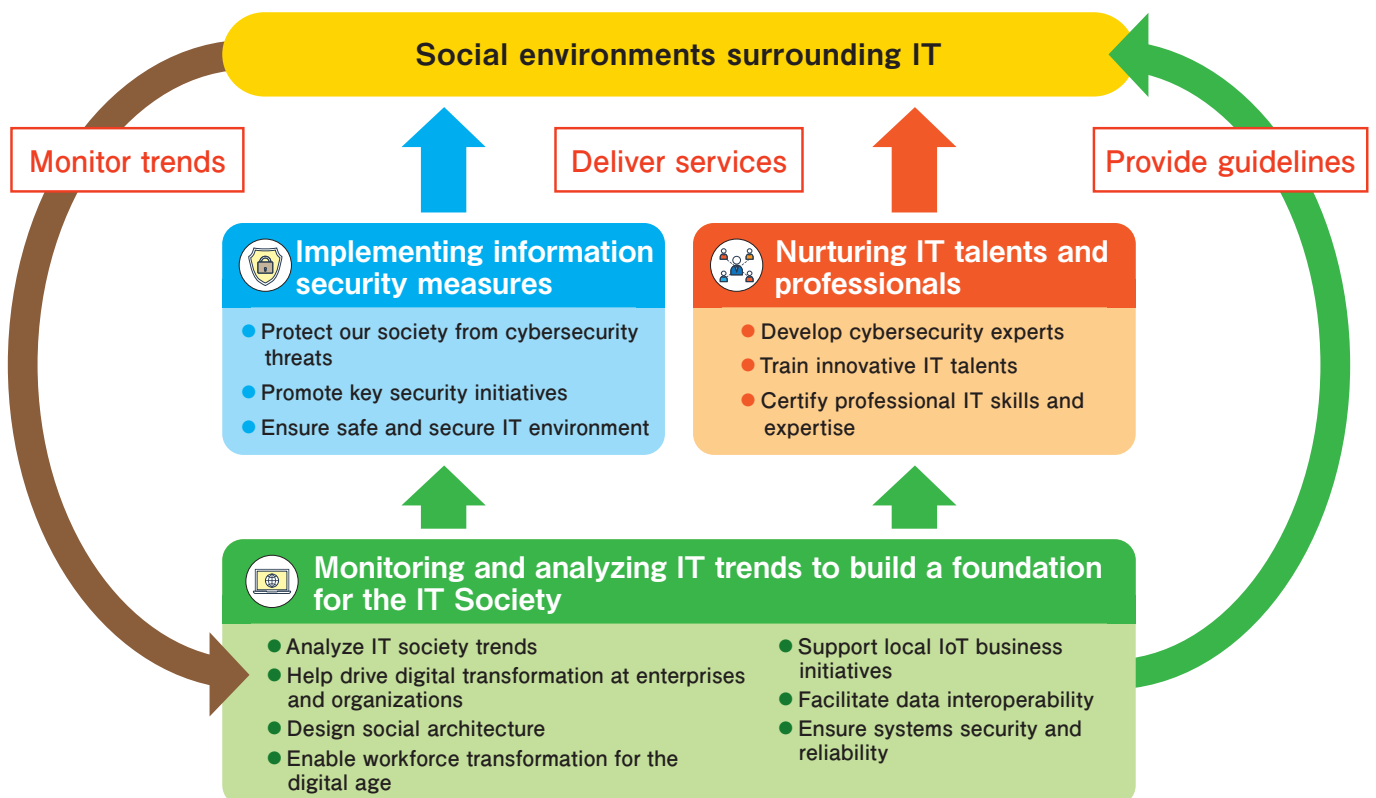 Social environments surrounding IT
Monitor trends
Deliver services
Provide guidelines
Implementing information
security measures
● Protect our society from cybersecurity
threats
● Promote key security initiatives
● Ensure safe and secure IT environment
Nurturing IT talents and
professionals
● Develop cybersecurity experts
● Train innovative IT talents
● Certify professional IT skills and
expertise
Monitoring and analyzing IT trends to build a foundation
for the IT Society
● Analyze IT society trends
● Help drive digital transformation at enterprises
and organizations
● Design social architecture
● Enable workforce transformation for the
digital age
● Support local IoT business
initiatives
● Facilitate data interoperability
● Ensure systems security and
reliability